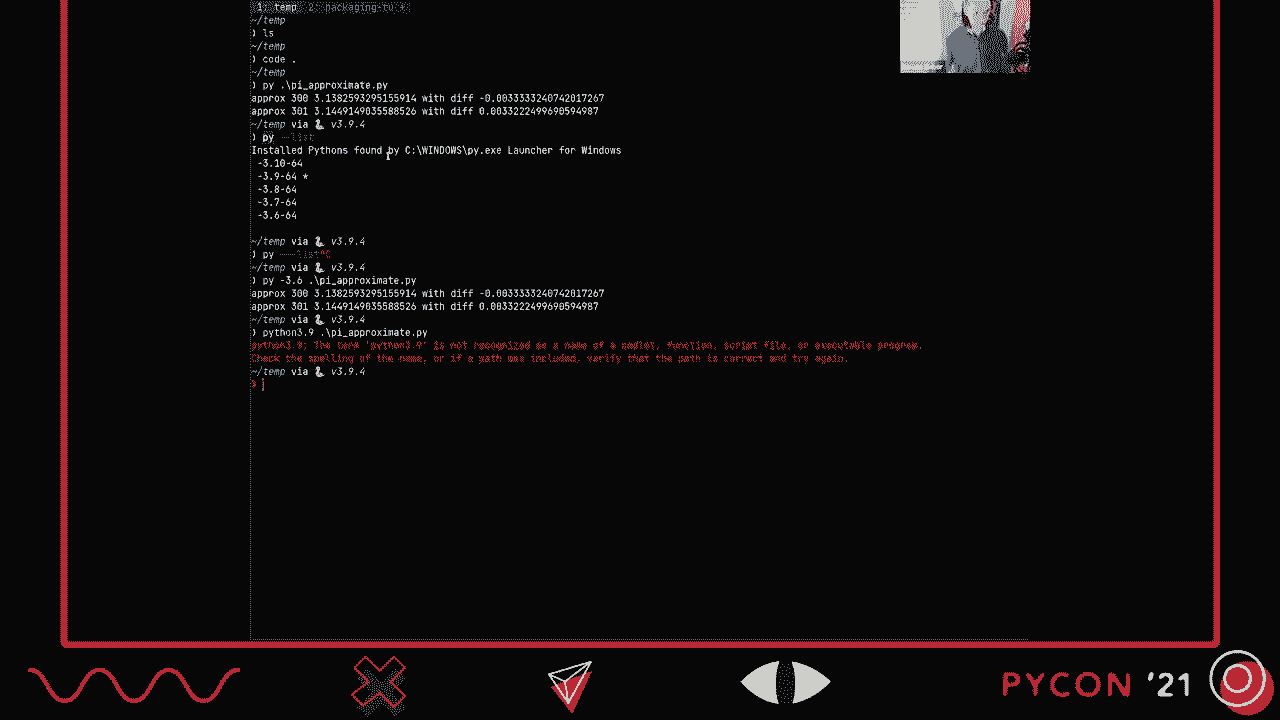 1: temp 2: packaging-tu +
~/temp
) ls
~/temp
) code .
~/temp
) py .\pi_approximate.py
approx 300 3.1382593295155914 with diff -0.0033333240742017267
approx 301 3.1449149035588526 with diff 0.0033222499690594987
~/temp via 🐍 v3.9.4
) py --list
Installed Pythons found by C:\WINDOWS\py.exe Launcher for Windows
-3.10-64
-3.9-64 *
-3.8-64
-3.7-64
-3.6-64
~/temp via 🐍 v3.9.4
) py --list^C
~/temp via 🐍 v3.9.4
) py -3.6 .\pi_approximate.py
approx 300 3.1382593295155914 with diff -0.0033333240742017267
approx 301 3.1449149035588526 with diff 0.0033222499690594987
~/temp via 🐍 v3.9.4
) python3.9 .\pi_approximate.py
python3.9: The term 'python3.9' is not recognized as a name of a cmdlet, function, script file, or executable program.
Check the spelling of the name, or if a path was included, verify that the path is correct and try again.
~/temp via 🐍 v3.9.4
)
PYCON '21